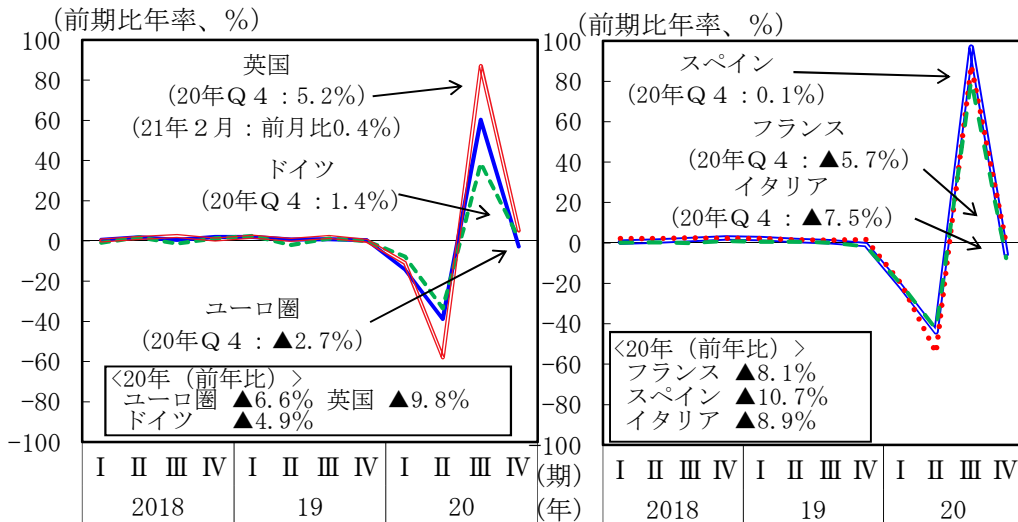 (前期比年率、%)
100
80
60
40
20
0
-20
-40
-60
-80
-100
英国
(20年Q4:5.2%)
(21年2月:前月比0.4%)
ドイツ
(20年Q4:1.4%)
ユーロ圏
(20年Q4:▲2.7%)
<20年(前年比)>
ユーロ圏 ▲6.6% 英国 ▲9.8%
ドイツ ▲4.9%
Ⅰ Ⅱ Ⅲ Ⅳ Ⅰ Ⅱ Ⅲ Ⅳ Ⅰ Ⅱ Ⅲ Ⅳ (期)
2018 19 20 (年)
(前期比年率、%)
100
80
60
40
20
0
-20
-40
-60
-80
-100
スペイン
(20年Q4:0.1%)
フランス
(20年Q4:▲5.7%)
イタリア
(20年Q4:▲7.5%)
<20年(前年比)>
フランス ▲8.1%
スペイン ▲10.7%
イタリア ▲8.9%
Ⅰ Ⅱ Ⅲ Ⅳ Ⅰ Ⅱ Ⅲ Ⅳ Ⅰ Ⅱ Ⅲ Ⅳ
2018 19 20